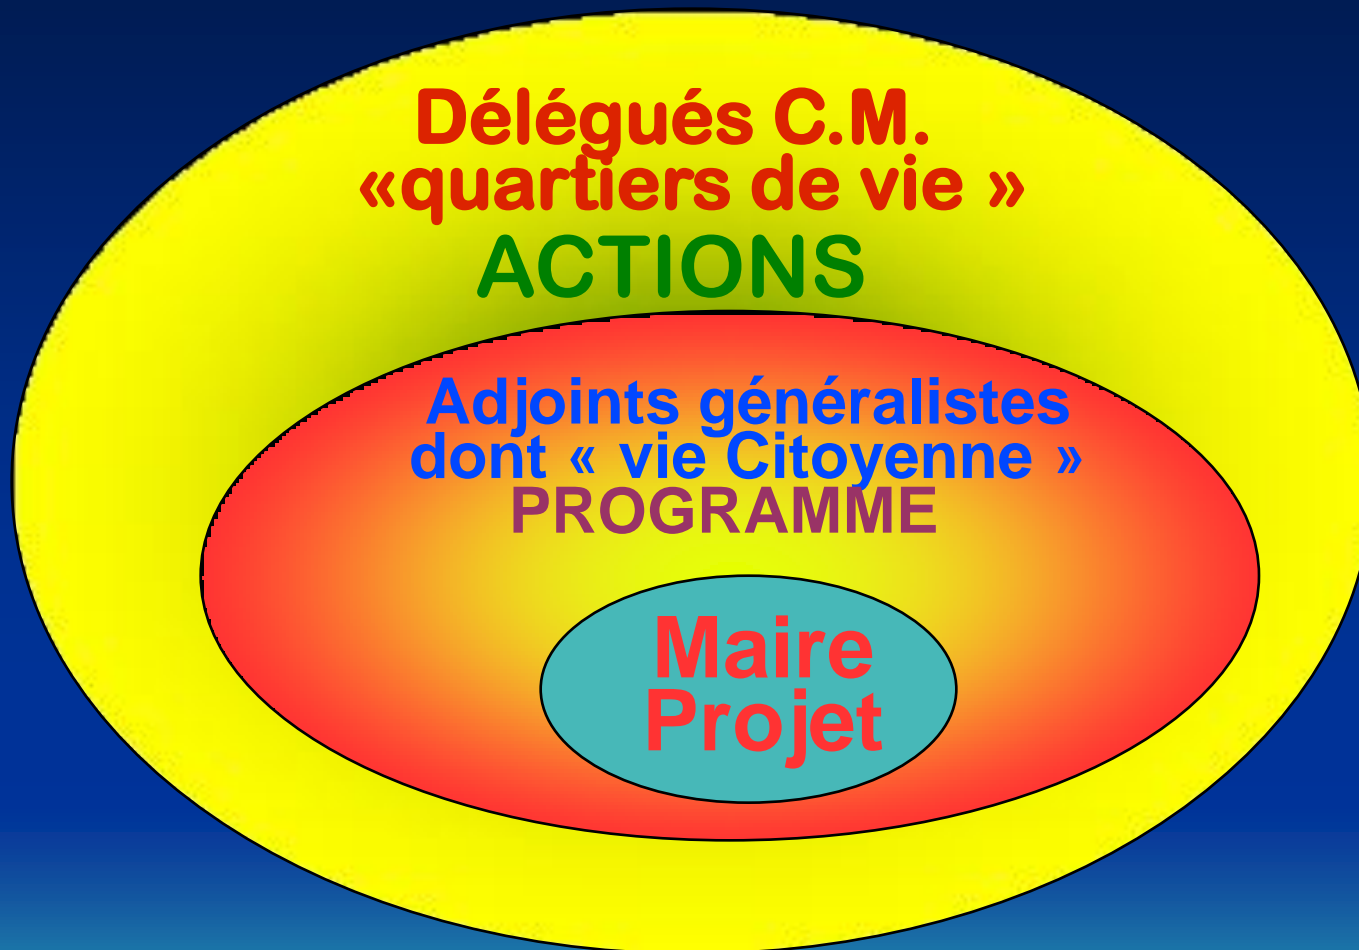 Délégués C.M.
«quartiers de vie »
ACTIONS
Adjoints généralistes
dont « vie Citoyenne »
PROGRAMME
Maire
Projet